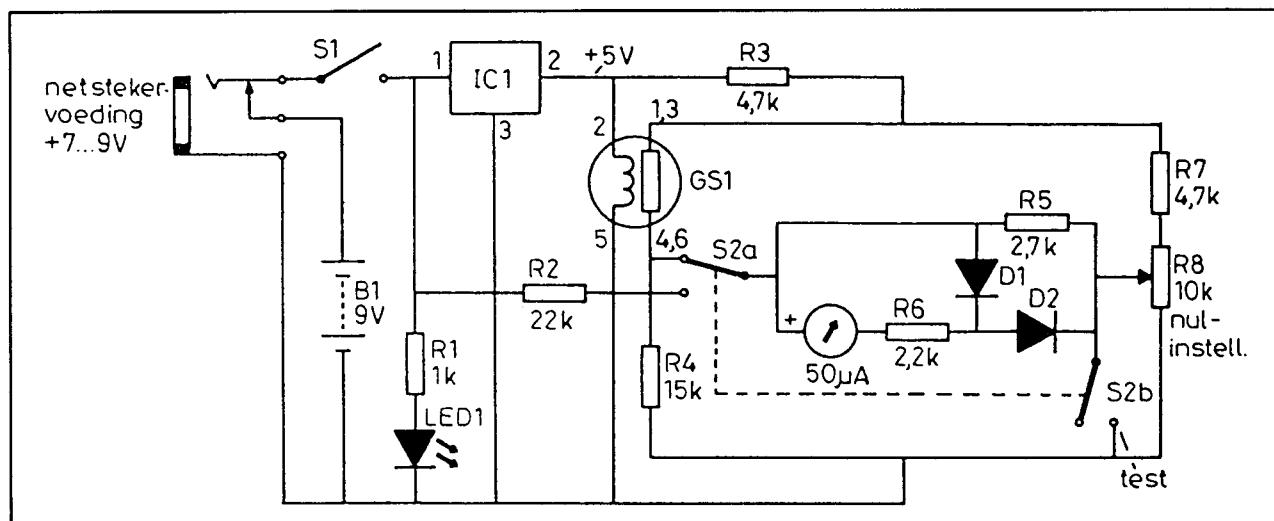 netsteker-
voeding
+7...9V
S1
1
IC1
2
3
+5V
R3
4,7k
2
1,3
GS1
5
4,6
B1
9V
R1
1k
LED1
R2
22k
S2a
R4
15k
+
50µA
R5
2,7k
D1
R6
2,2k
D2
R7
4,7k
R8
10k
nul-
instell.
S2b
test